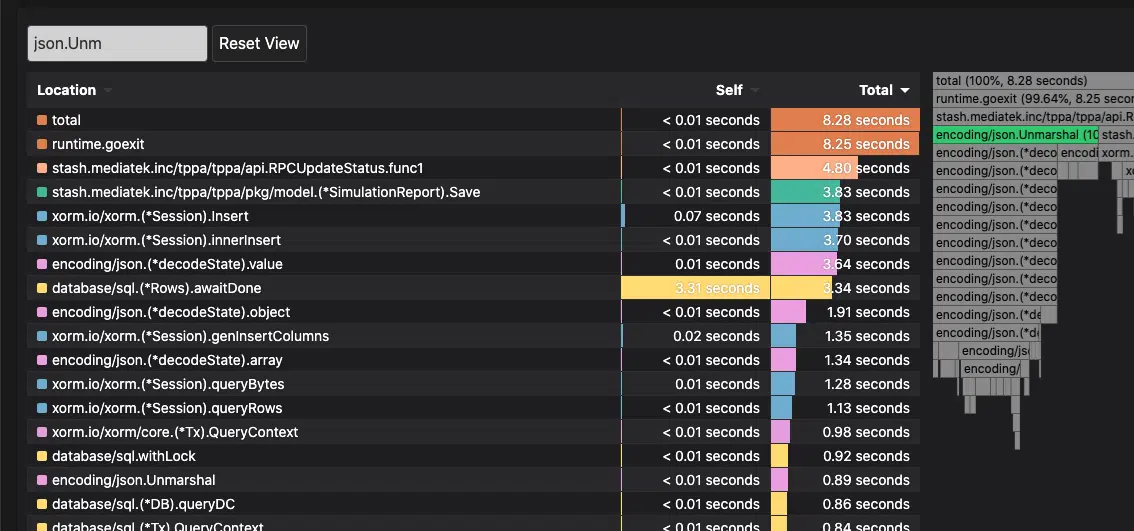 json.Unm Reset View
Location Self Total
total < 0.01 seconds 8.28 seconds
runtime.goexit < 0.01 seconds 8.25 seconds
stash.mediatek.inc/tppa/tppa/api.RPCUpdateStatus.func1 < 0.01 seconds 4.80 seconds
stash.mediatek.inc/tppa/tppa/pkg/model.(*SimulationReport).Save < 0.01 seconds 3.83 seconds
xorm.io/xorm.(*Session).Insert 0.07 seconds 3.83 seconds
xorm.io/xorm.(*Session).innerInsert < 0.01 seconds 3.70 seconds
encoding/json.(*decodeState).value 0.01 seconds 3.64 seconds
database/sql.(*Rows).awaitDone 3.31 seconds 3.34 seconds
encoding/json.(*decodeState).object < 0.01 seconds 1.91 seconds
xorm.io/xorm.(*Session).genInsertColumns 0.02 seconds 1.35 seconds
encoding/json.(*decodeState).array < 0.01 seconds 1.34 seconds
xorm.io/xorm.(*Session).queryBytes 0.01 seconds 1.28 seconds
xorm.io/xorm.(*Session).queryRows < 0.01 seconds 1.13 seconds
xorm.io/xorm/core.(*Tx).QueryContext < 0.01 seconds 0.98 seconds
database/sql.withLock < 0.01 seconds 0.92 seconds
encoding/json.Unmarshal < 0.01 seconds 0.89 seconds
database/sql.(*DB).queryDC < 0.01 seconds 0.86 seconds
database/sql.(*Tx).QueryContext < 0.01 seconds 0.84 seconds
total (100%, 8.28 seconds)
runtime.goexit (99.64%, 8.25 secon
stash.mediatek.inc/tppa/tppa/api.R
encoding/json.Unmarshal (10 stash.
encoding/json.(*deco encodi xorm.
encoding/json.(*deco xo
encoding/json.(*deco
encoding/json.(*deco
encoding/json.(*deco
encoding/json.(*deco
encoding/json.(*deco
encoding/json.(*deco
encoding/json.(*deco
encoding/json.(*de
encoding/json.(*de
encoding/jso
encoding/